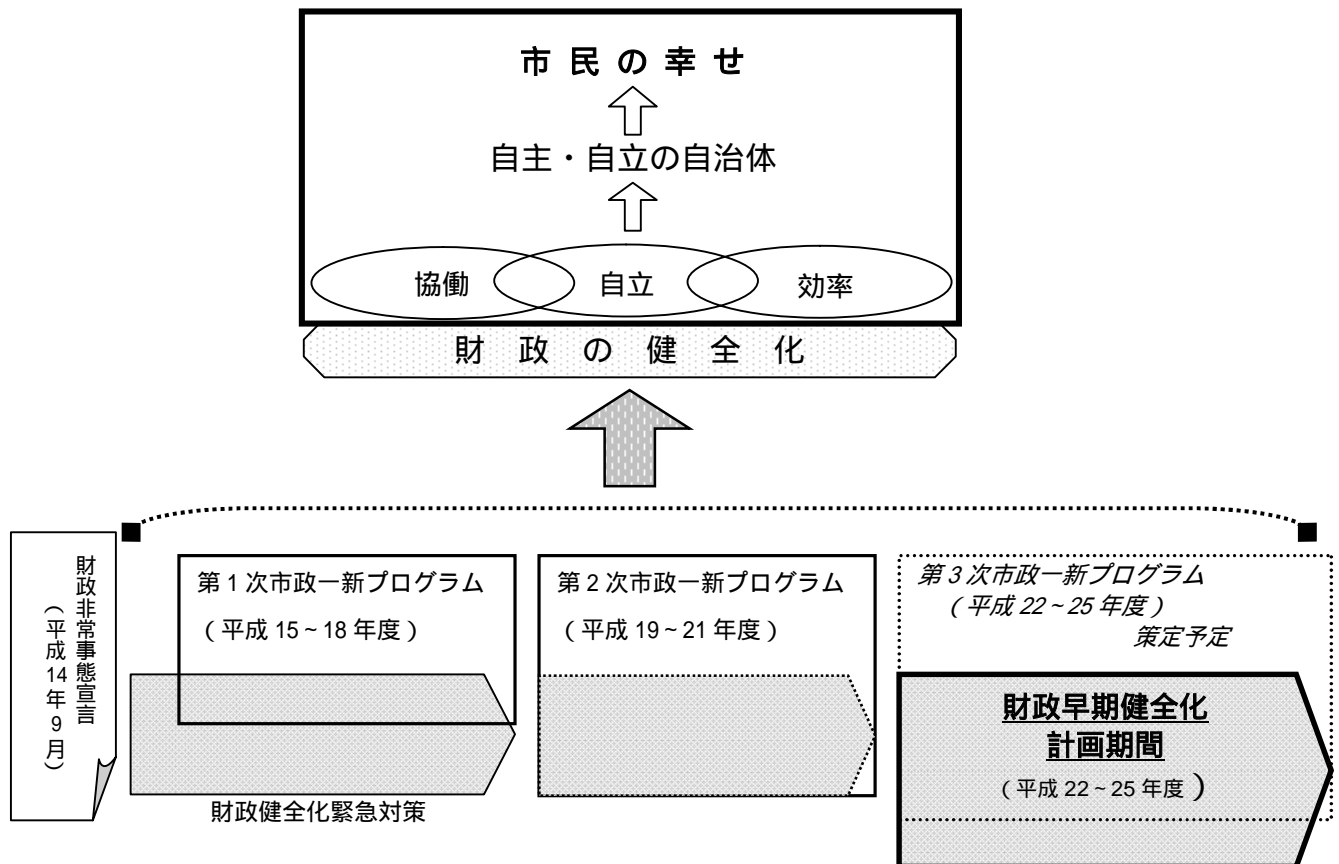 市民の幸せ
自主・自立の自治体
協働 自立 効率
財政の健全化
財政非常事態宣言
（平成14年9月）
第1次市政一新プログラム
（平成15～18年度）
財政健全化緊急対策
第2次市政一新プログラム
（平成19～21年度）
第3次市政一新プログラム
（平成22～25年度）
策定予定
財政早期健全化
計画期間
（平成22～25年度）